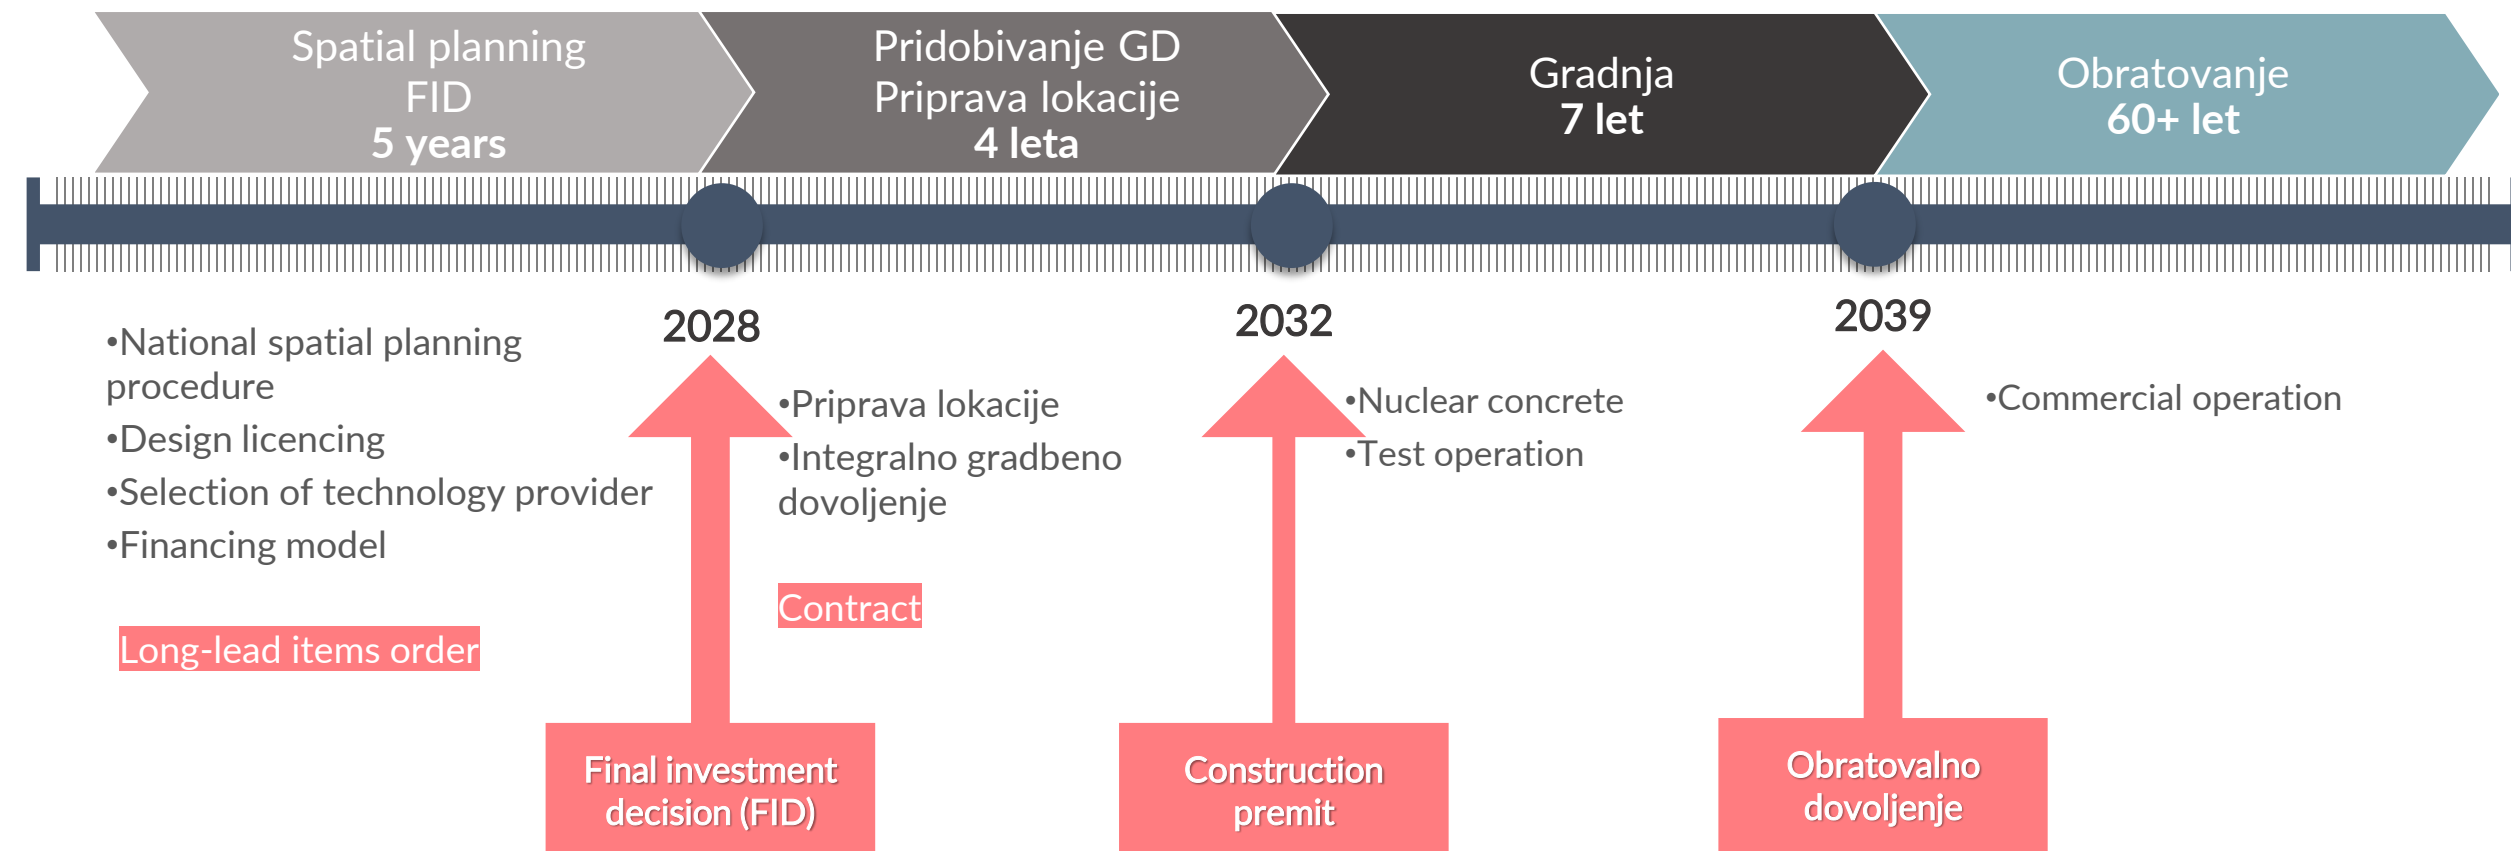 Spatial planning
FID
5 years
Pridobivanje GD
Priprava lokacije
4 leta
Gradnja
7 let
Obratovanje
60+ let
2028
2032
2039
•National spatial planning
procedure
•Design licencing
•Selection of technology provider
•Financing model
Long-lead items order
•Priprava lokacije
•Integralno gradbeno
dovoljenje
Contract
•Nuclear concrete
•Test operation
•Commercial operation
Final investment
decision (FID)
Construction
premit
Obratovalno
dovoljenje